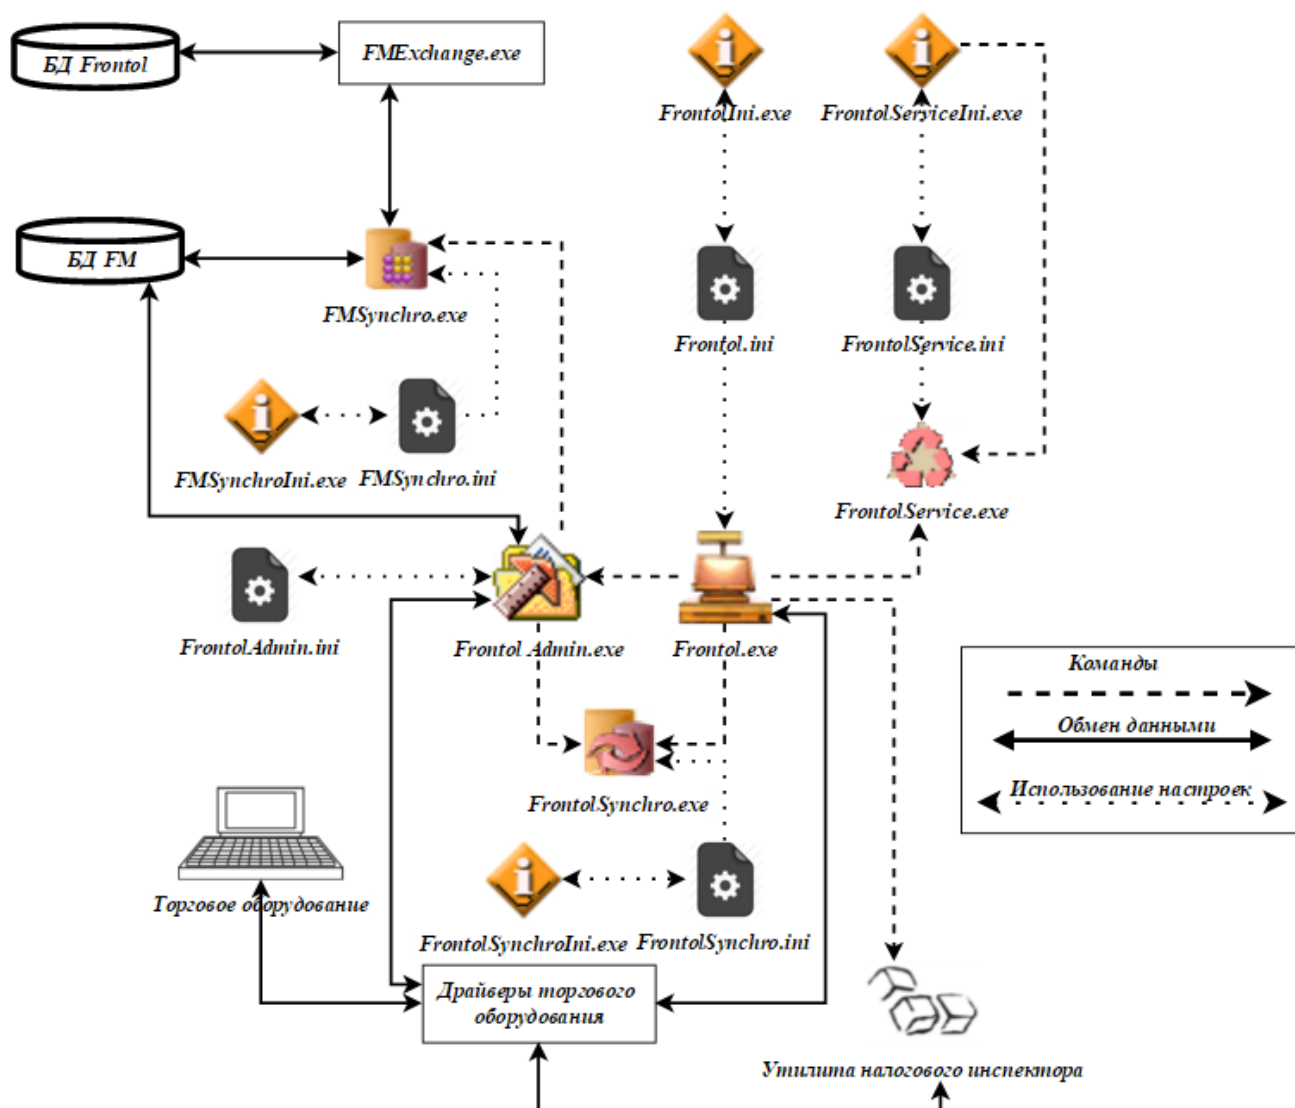 БД Frontol
FMExchange.exe
FrontolIni.exe
FrontolServiceIni.exe
БД FM
FMSynchro.exe
Frontol.ini
FrontolService.ini
FMSynchroIni.exe
FMSynchro.ini
FrontolService.exe
FrontolAdmin.ini
Frontol Admin.exe
Frontol.exe
Команды
Обмен данными
Использование настроек
FrontolSynchro.exe
Торговое оборудование
FrontolSynchroIni.exe
FrontolSynchro.ini
Драйверы торгового
оборудования
Утилита налогового инспектора